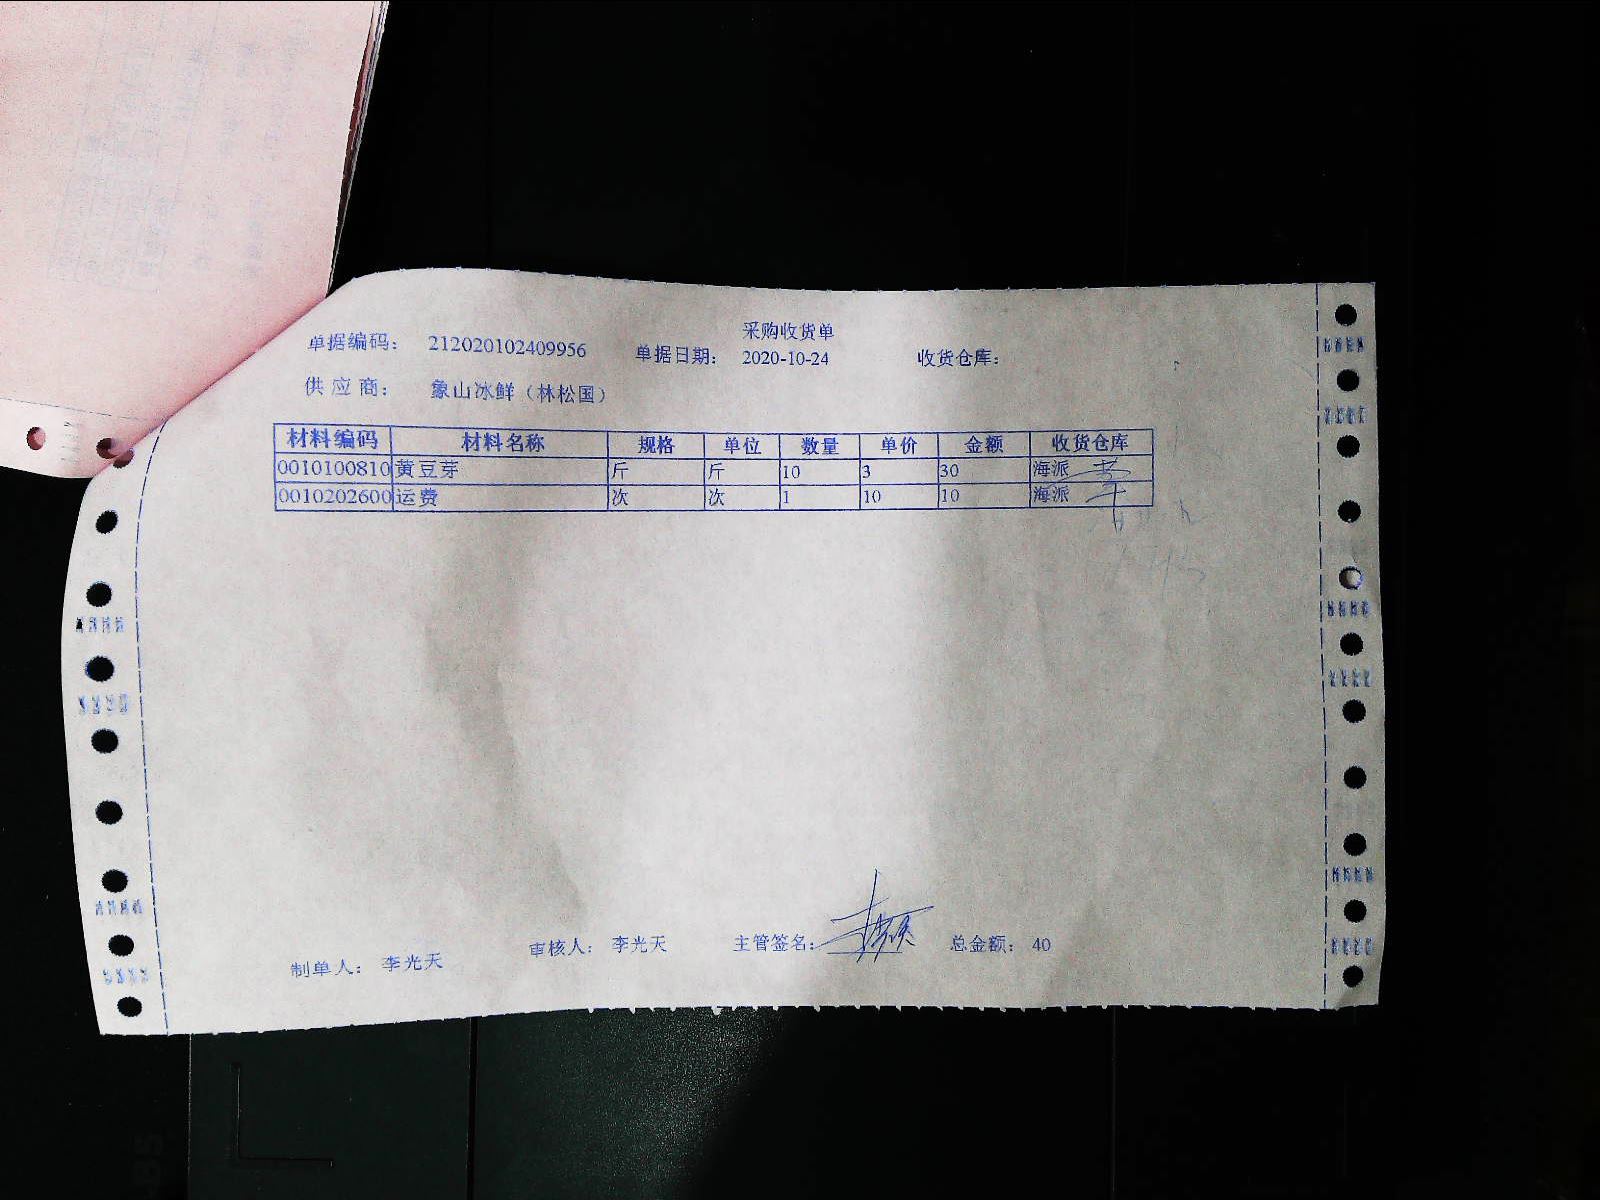 采购收货单
单据编码： 212020102409956 单据日期： 2020-10-24 收货仓库：
供 应 商： 象山冰鲜（林松国）
材料编码 材料名称 规格 单位 数量 单价 金额 收货仓库
0010100810 黄豆芽 斤 斤 10 3 30 海派
0010202600 运费 次 次 1 10 10 海派
制单人： 李光天 审核人： 李光天 主管签名： 总金额： 40